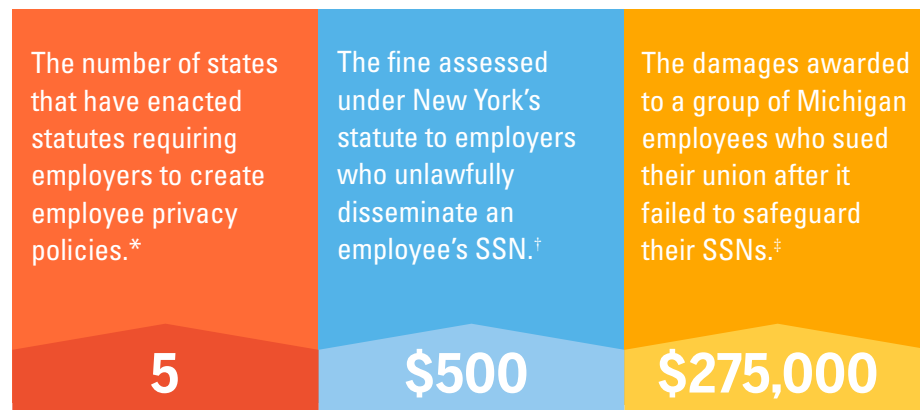 The number of states
that have enacted
statutes requiring
employers to create
employee privacy
policies.*
5
The fine assessed
under New York’s
statute to employers
who unlawfully
disseminate an
employee’s SSN.†
$500
The damages awarded
to a group of Michigan
employees who sued
their union after it
failed to safeguard
their SSNs.‡
$275,000